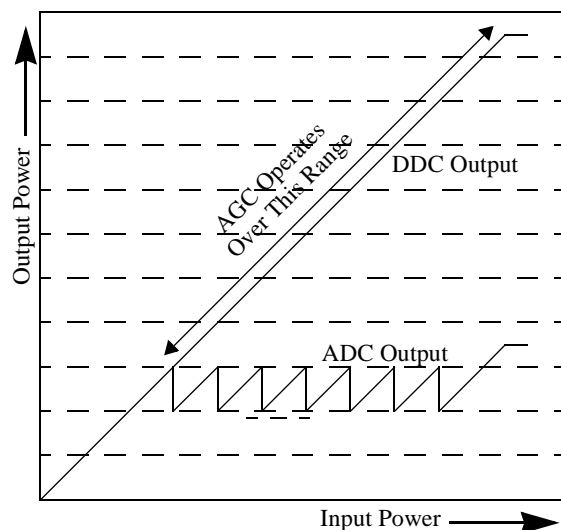 Output Power
AGC Operates
Over This Range
DDC Output
ADC Output
Input Power